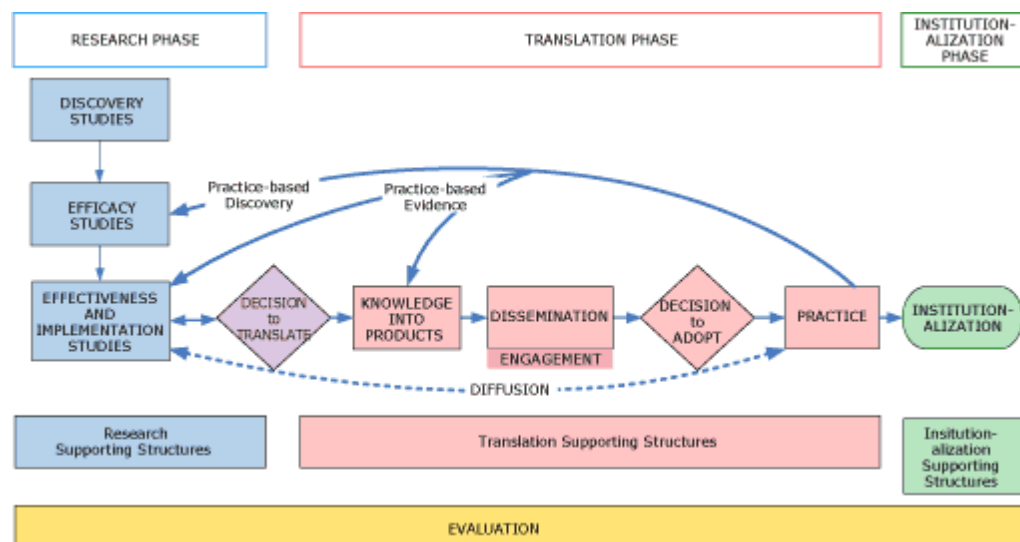 RESEARCH PHASE
TRANSLATION PHASE
INSTITUTION-
ALIZATION
PHASE
DISCOVERY
STUDIES
EFFICACY
STUDIES
Practice-based
Discovery
Practice-based
Evidence
EFFECTIVENESS
AND
IMPLEMENTATION
STUDIES
DECISION
to
TRANSLATE
KNOWLEDGE
INTO
PRODUCTS
DISSEMINATION
ENGAGEMENT
DECISION
to
ADOPT
PRACTICE
INSTITUTION-
ALIZATION
DIFFUSION
Research
Supporting Structures
Translation Supporting Structures
Insitution-
alization
Supporting
Structures
EVALUATION